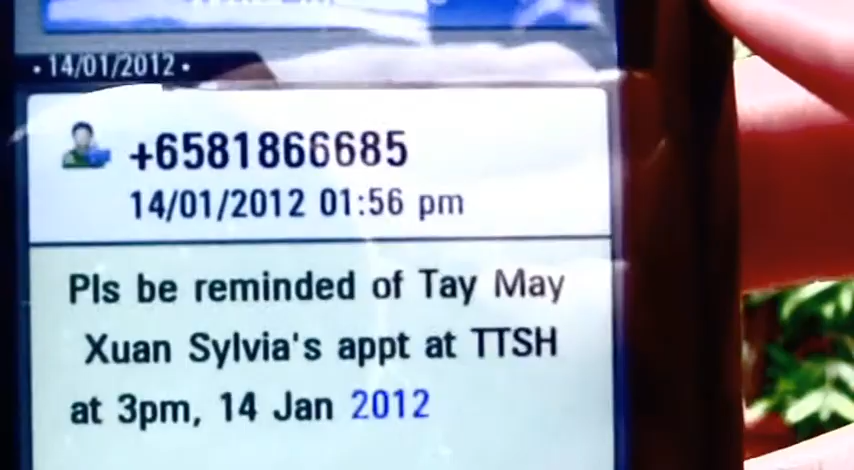 • 14/01/2012 •
+6581866685
14/01/2012 01:56 pm
Pls be reminded of Tay May
Xuan Sylvia's appt at TTSH
at 3pm, 14 Jan 2012